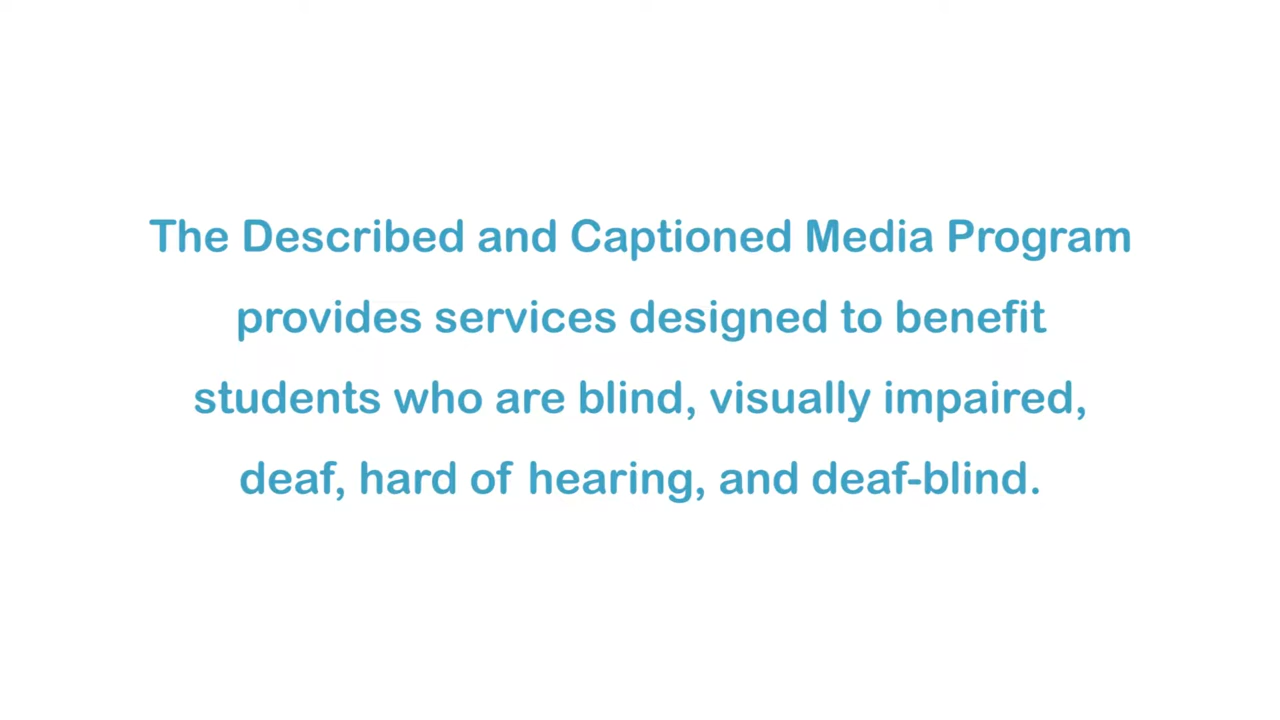 The Described and Captioned Media Program
provides services designed to benefit
students who are blind, visually impaired,
deaf, hard of hearing, and deaf-blind.